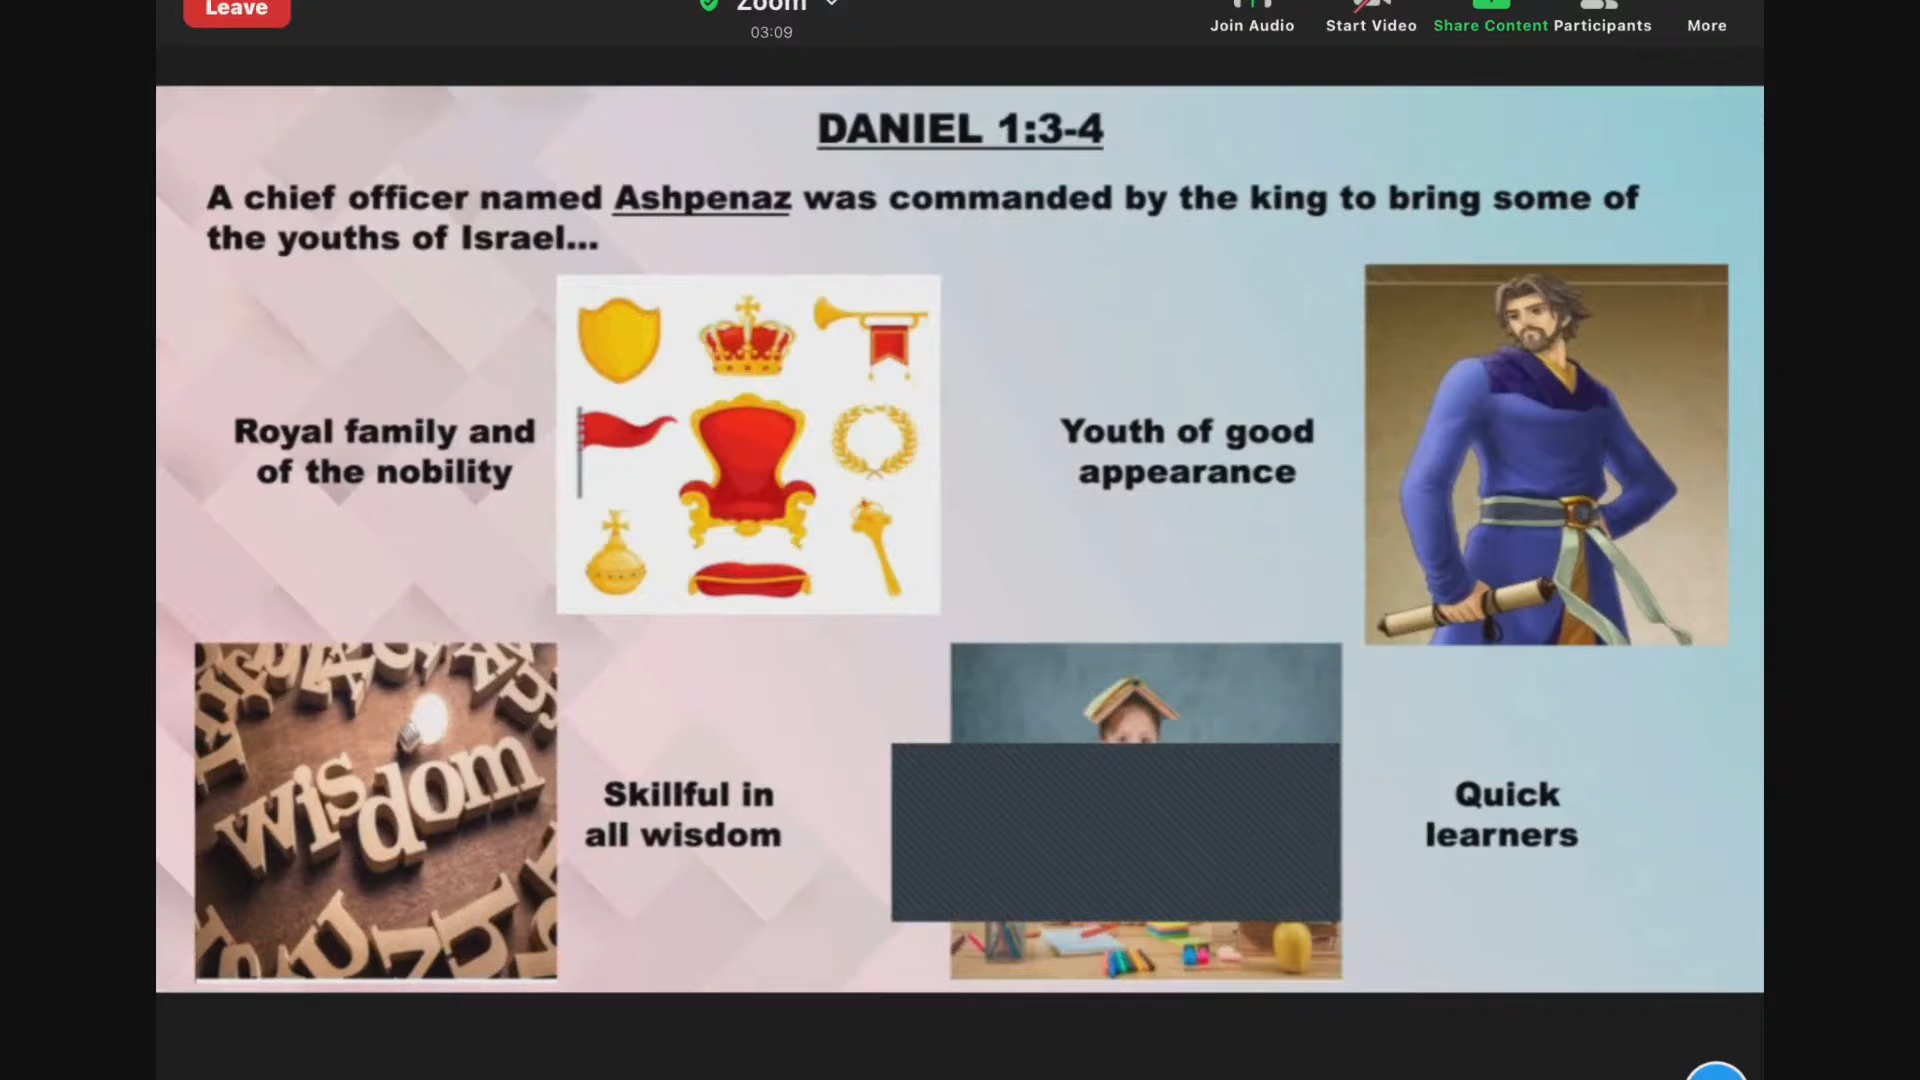 Leave
Zoom
03:09
Join Audio
Start Video
Share Content
Participants
More
DANIEL 1:3-4
A chief officer named Ashpenaz was commanded by the king to bring some of
the youths of Israel...
Royal family and
of the nobility
Youth of good
appearance
wisdom
Skillful in
all wisdom
Quick
learners